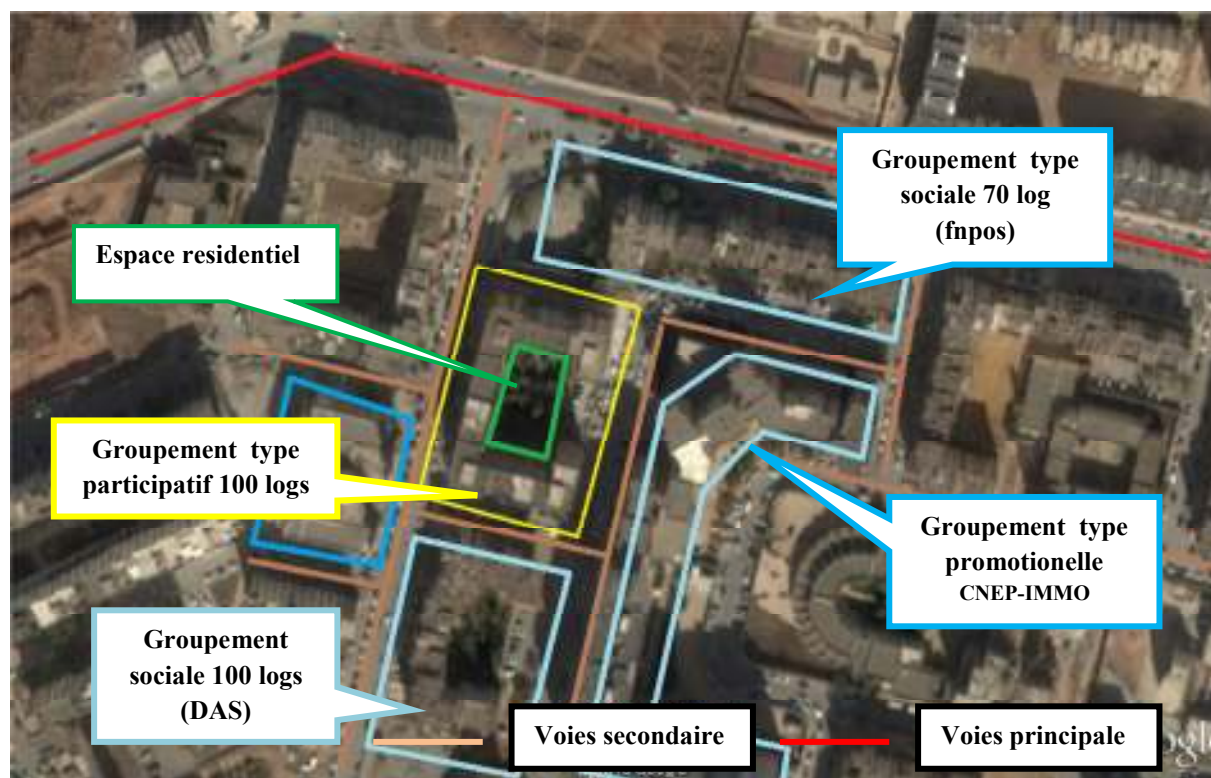 Groupement type
sociale 70 log
(fnpos)
Espace residentiel
Groupement type
participatif 100 logs
Groupement type
promotionelle
CNEP-IMMO
Groupement
sociale 100 logs
(DAS)
Voies secondaire
Voies principale